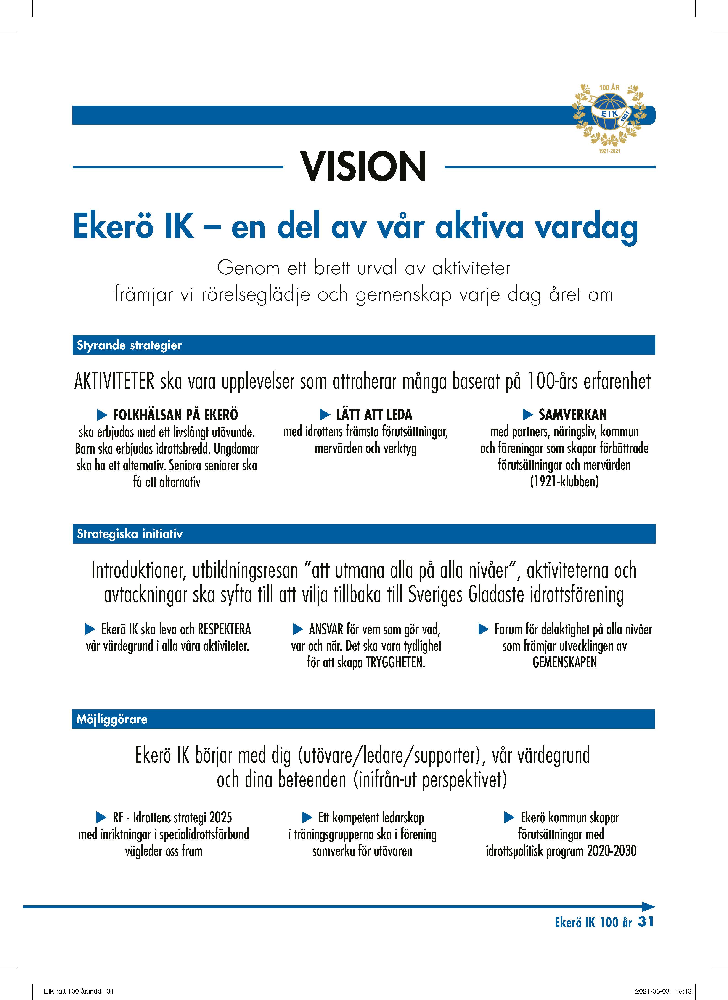 100 ÅR
EIK
1921
1921-2021
VISION
Ekerö IK – en del av vår aktiva vardag
Genom ett brett urval av aktiviteter
främjar vi rörelseglädje och gemenskap varje dag året om
Styrande strategier
AKTIVITETER ska vara upplevelser som attraherar många baserat på 100-års erfarenhet
▶ FOLKHÄLSAN PÅ EKERÖ
ska erbjudas med ett livslångt utövande.
Barn ska erbjudas idrottsbredd. Ungdomar
ska ha ett alternativ. Seniora seniorer ska
få ett alternativ
▶ LÄTT ATT LEDA
med idrottens främsta förutsättningar,
mervärden och verktyg
▶ SAMVERKAN
med partners, näringsliv, kommun
och föreningar som skapar förbättrade
förutsättningar och mervärden
(1921-klubben)
Strategiska initiativ
Introduktioner, utbildningsresan ”att utmana alla på alla nivåer”, aktiviteterna och
avtackningar ska syfta till att vilja tillbaka till Sveriges Gladaste idrottsförening
▶ Ekerö IK ska leva och RESPEKTERA
vår värdegrund i alla våra aktiviteter.
▶ ANSVAR för vem som gör vad,
var och när. Det ska vara tydlighet
för att skapa TRYGGHETEN.
▶ Forum för delaktighet på alla nivåer
som främjar utvecklingen av
GEMENSKAPEN
Möjliggörare
Ekerö IK börjar med dig (utövare/ledare/supporter), vår värdegrund
och dina beteenden (inifrån-ut perspektivet)
▶ RF - Idrottens strategi 2025
med inriktningar i specialidrottsförbund
vägleder oss fram
▶ Ett kompetent ledarskap
i träningsgrupperna ska i förening
samverka för utövaren
▶ Ekerö kommun skapar
förutsättningar med
idrottspolitisk program 2020-2030
Ekerö IK 100 år 31
EIK rätt 100 år.indd 31
2021-06-03 15:13